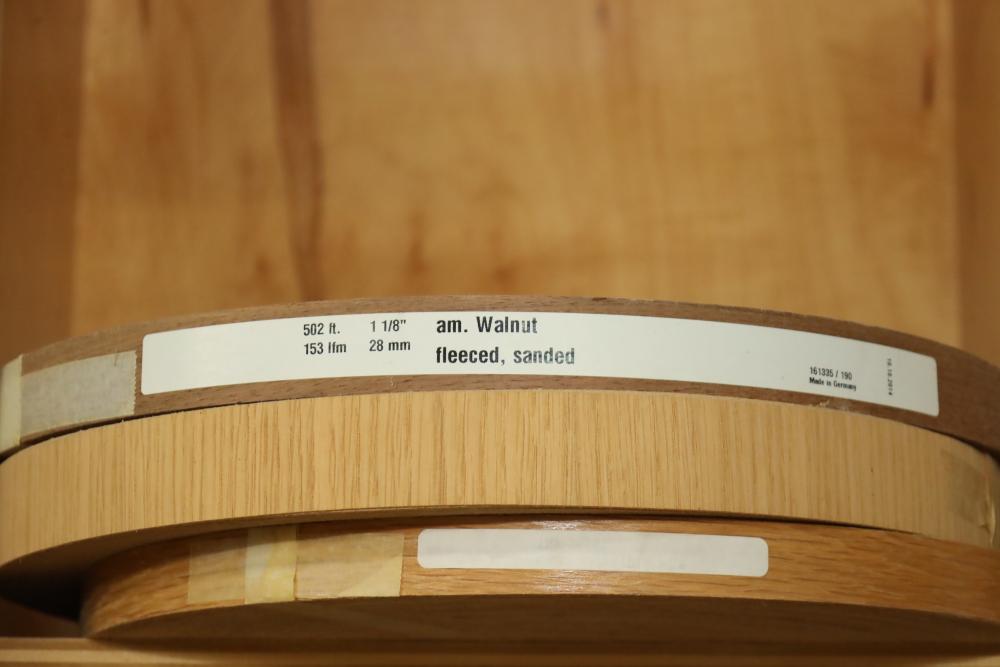 502 ft. 1 1/8" am. Walnut
153 lfm 28 mm fleeced, sanded
161335 / 190
Made in Germany